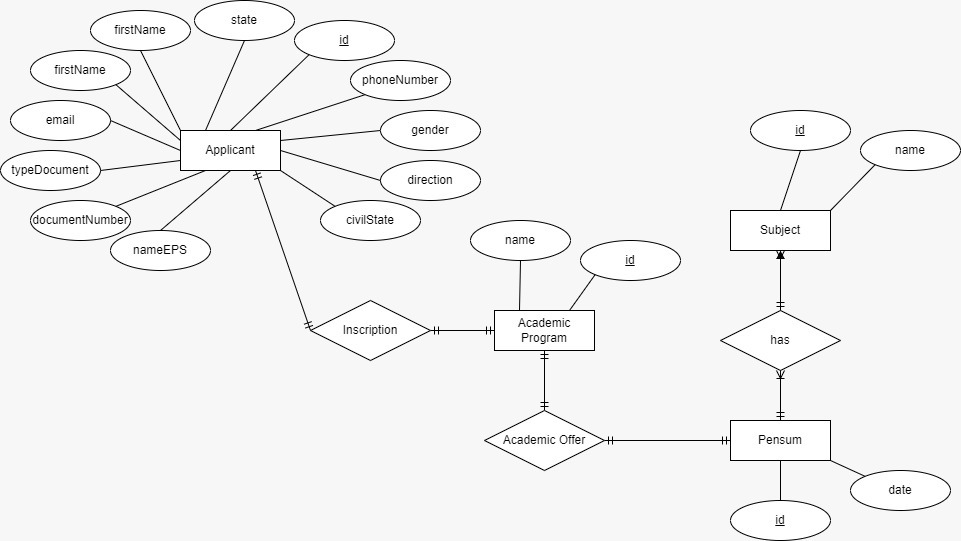 state
firstName
id
firstName
phoneNumber
email
gender
Applicant
typeDocument
direction
documentNumber
civilState
nameEPS
id
name
Subject
name
id
Inscription
Academic
Program
has
Academic Offer
Pensum
date
id